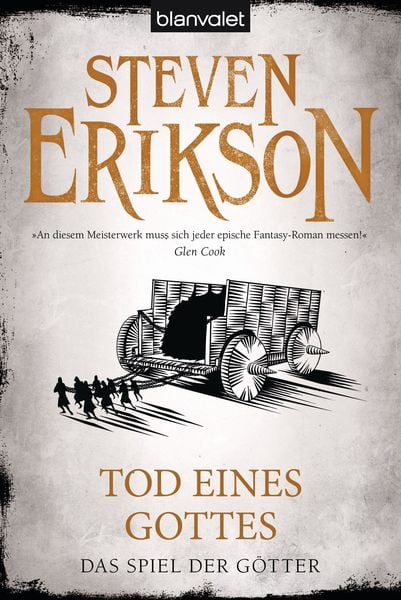 blanvalet
STEVEN
ERIKSON
»An diesem Meisterwerk muss sich jeder epische Fantasy-Roman messen!«
Glen Cook
TOD EINES
GOTTES
DAS SPIEL DER GÖTTER